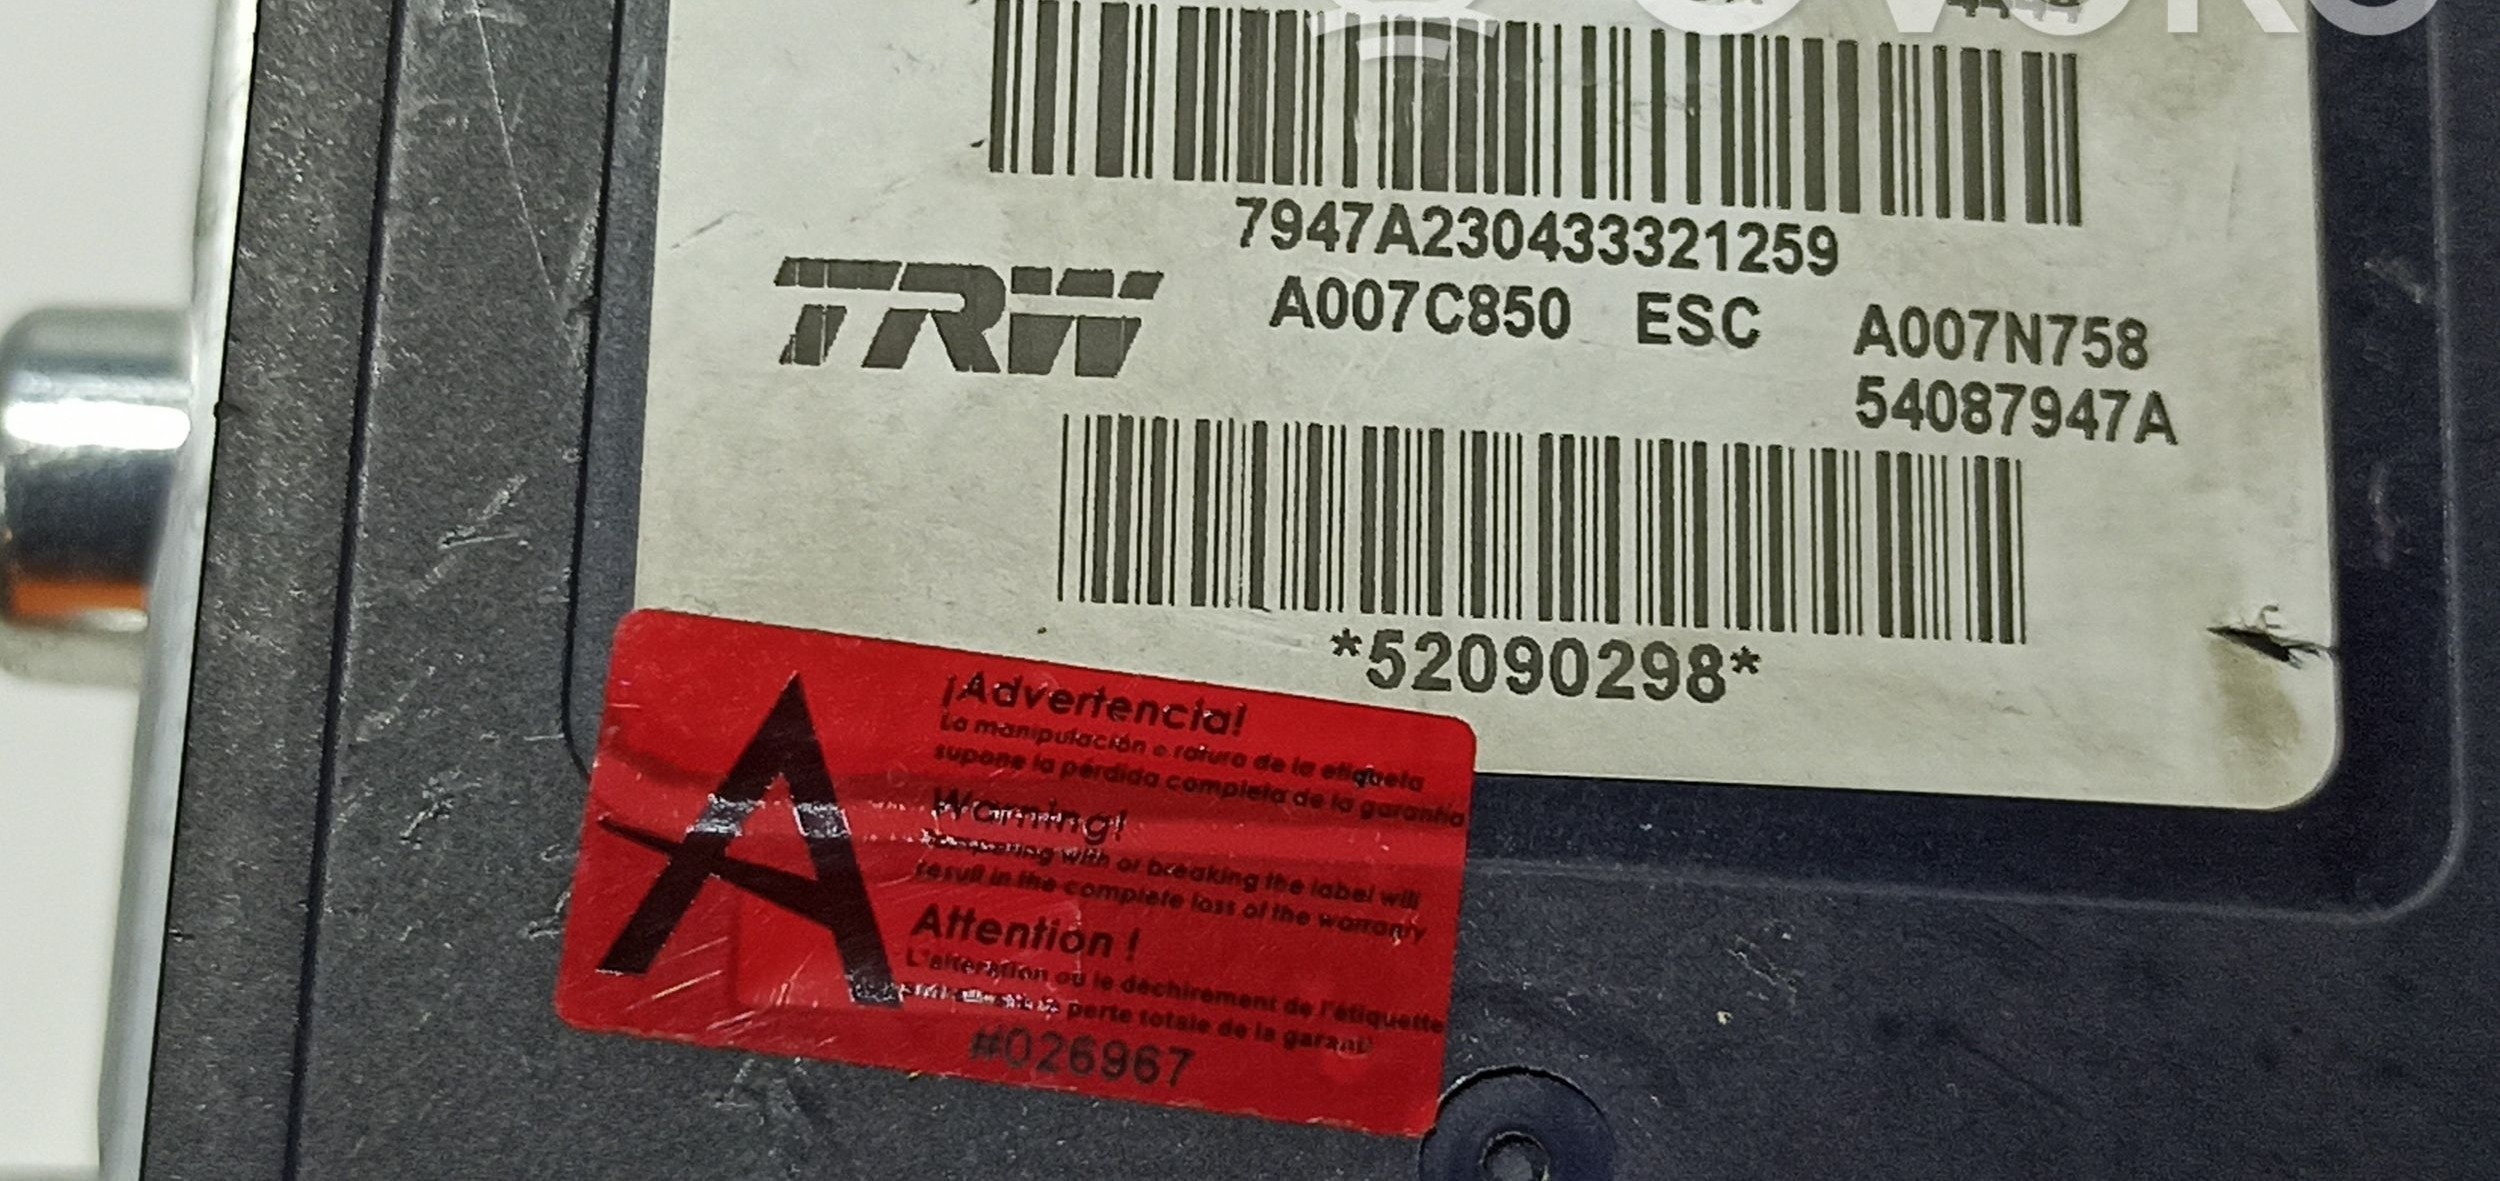 7947A230433321259
TRW
A007C850 ESC A007N758
54087947A
*52090298*
A
¡Advertencia!
La manipulación o rotura de la etiqueta
supone la pérdida completa de la garantía
Warning!
Tampering with or breaking the label will
result in the complete loss of the warranty
Attention !
L'altération ou le déchirement de l'étiquette
perte totale de la garanti
#026967